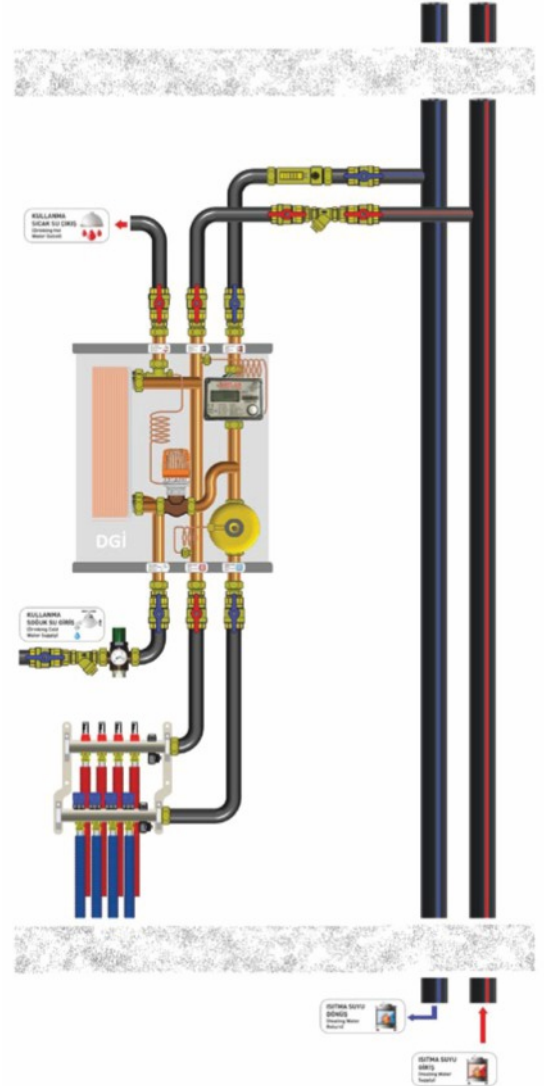 KULLANMA
SICAK SU ÇIKIŞ
(Drinking Hot
Water Outlet)
DGİ
KULLANMA
SOĞUK SU GİRİŞ
(Drinking Cold
Water Supply)
ISITMA SUYU
DÖNÜŞ
(Heating Water
Return)
ISITMA SUYU
GİRİŞ
(Heating Water
Supply)